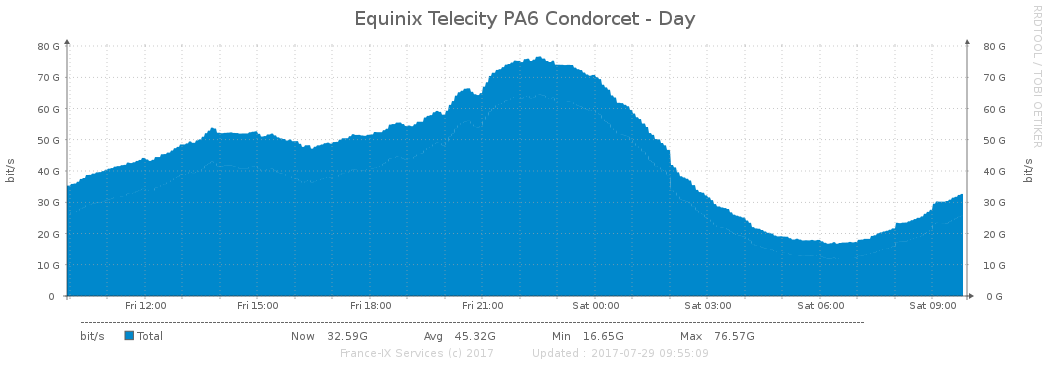 Equinix Telecity PA6 Condorcet - Day
RRDTOOL / TOBI OETIKER
bit/s
80 G
70 G
60 G
50 G
40 G
30 G
20 G
10 G
0
80 G
70 G
60 G
50 G
40 G
30 G
20 G
10 G
0 G
bit/s
Fri 12:00 Fri 15:00 Fri 18:00 Fri 21:00 Sat 00:00 Sat 03:00 Sat 06:00 Sat 09:00
bit/s Total Now 32.59G Avg 45.32G Min 16.65G Max 76.57G
France-IX Services (c) 2017 Updated : 2017-07-29 09:55:09